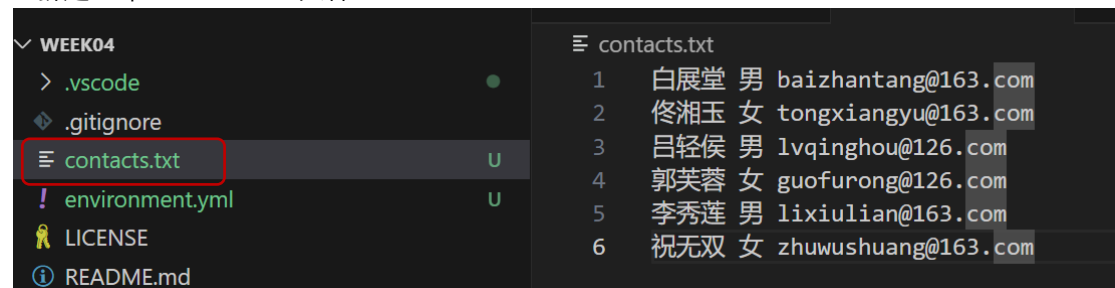 WEEK04
.vscode
.gitignore
contacts.txt U
environment.yml U
LICENSE
README.md
contacts.txt
1 白展堂 男 baizhantang@163.com
2 佟湘玉 女 tongxiangyu@163.com
3 吕轻侯 男 lvqinghou@126.com
4 郭芙蓉 女 guofurong@126.com
5 李秀莲 男 lixiulian@163.com
6 祝无双 女 zhuwushuang@163.com